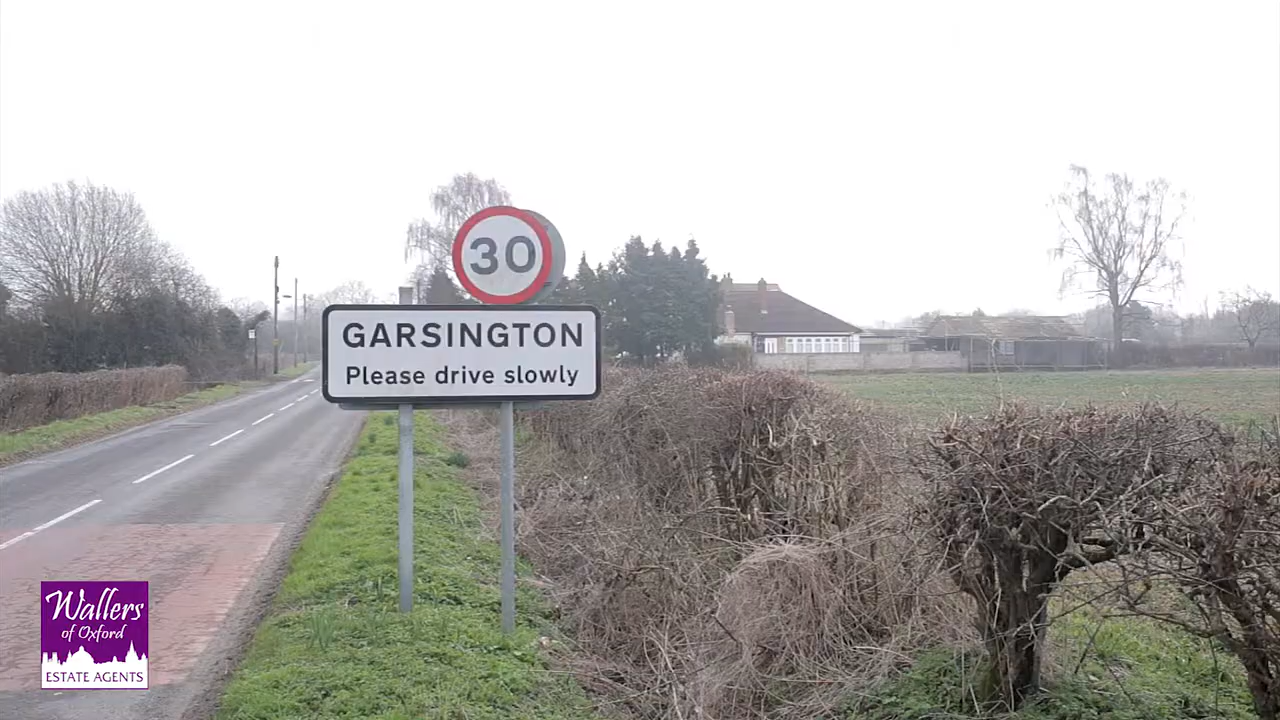 30
GARSINGTON
Please drive slowly
Wallers
of Oxford
ESTATE AGENTS